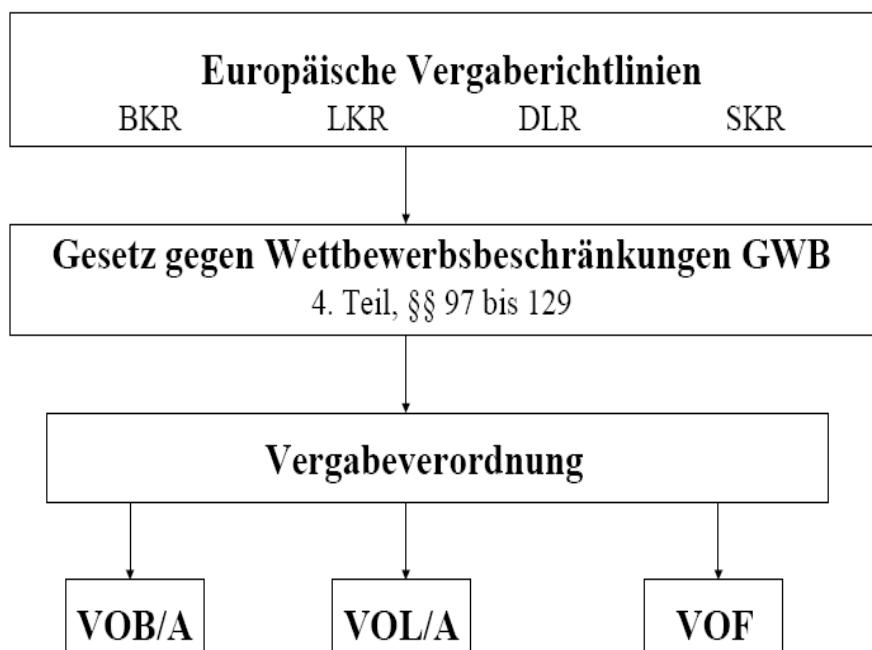 Europäische Vergaberichtlinien
BKR LKR DLR SKR
Gesetz gegen Wettbewerbsbeschränkungen GWB
4. Teil, §§ 97 bis 129
Vergabeverordnung
VOB/A VOL/A VOF